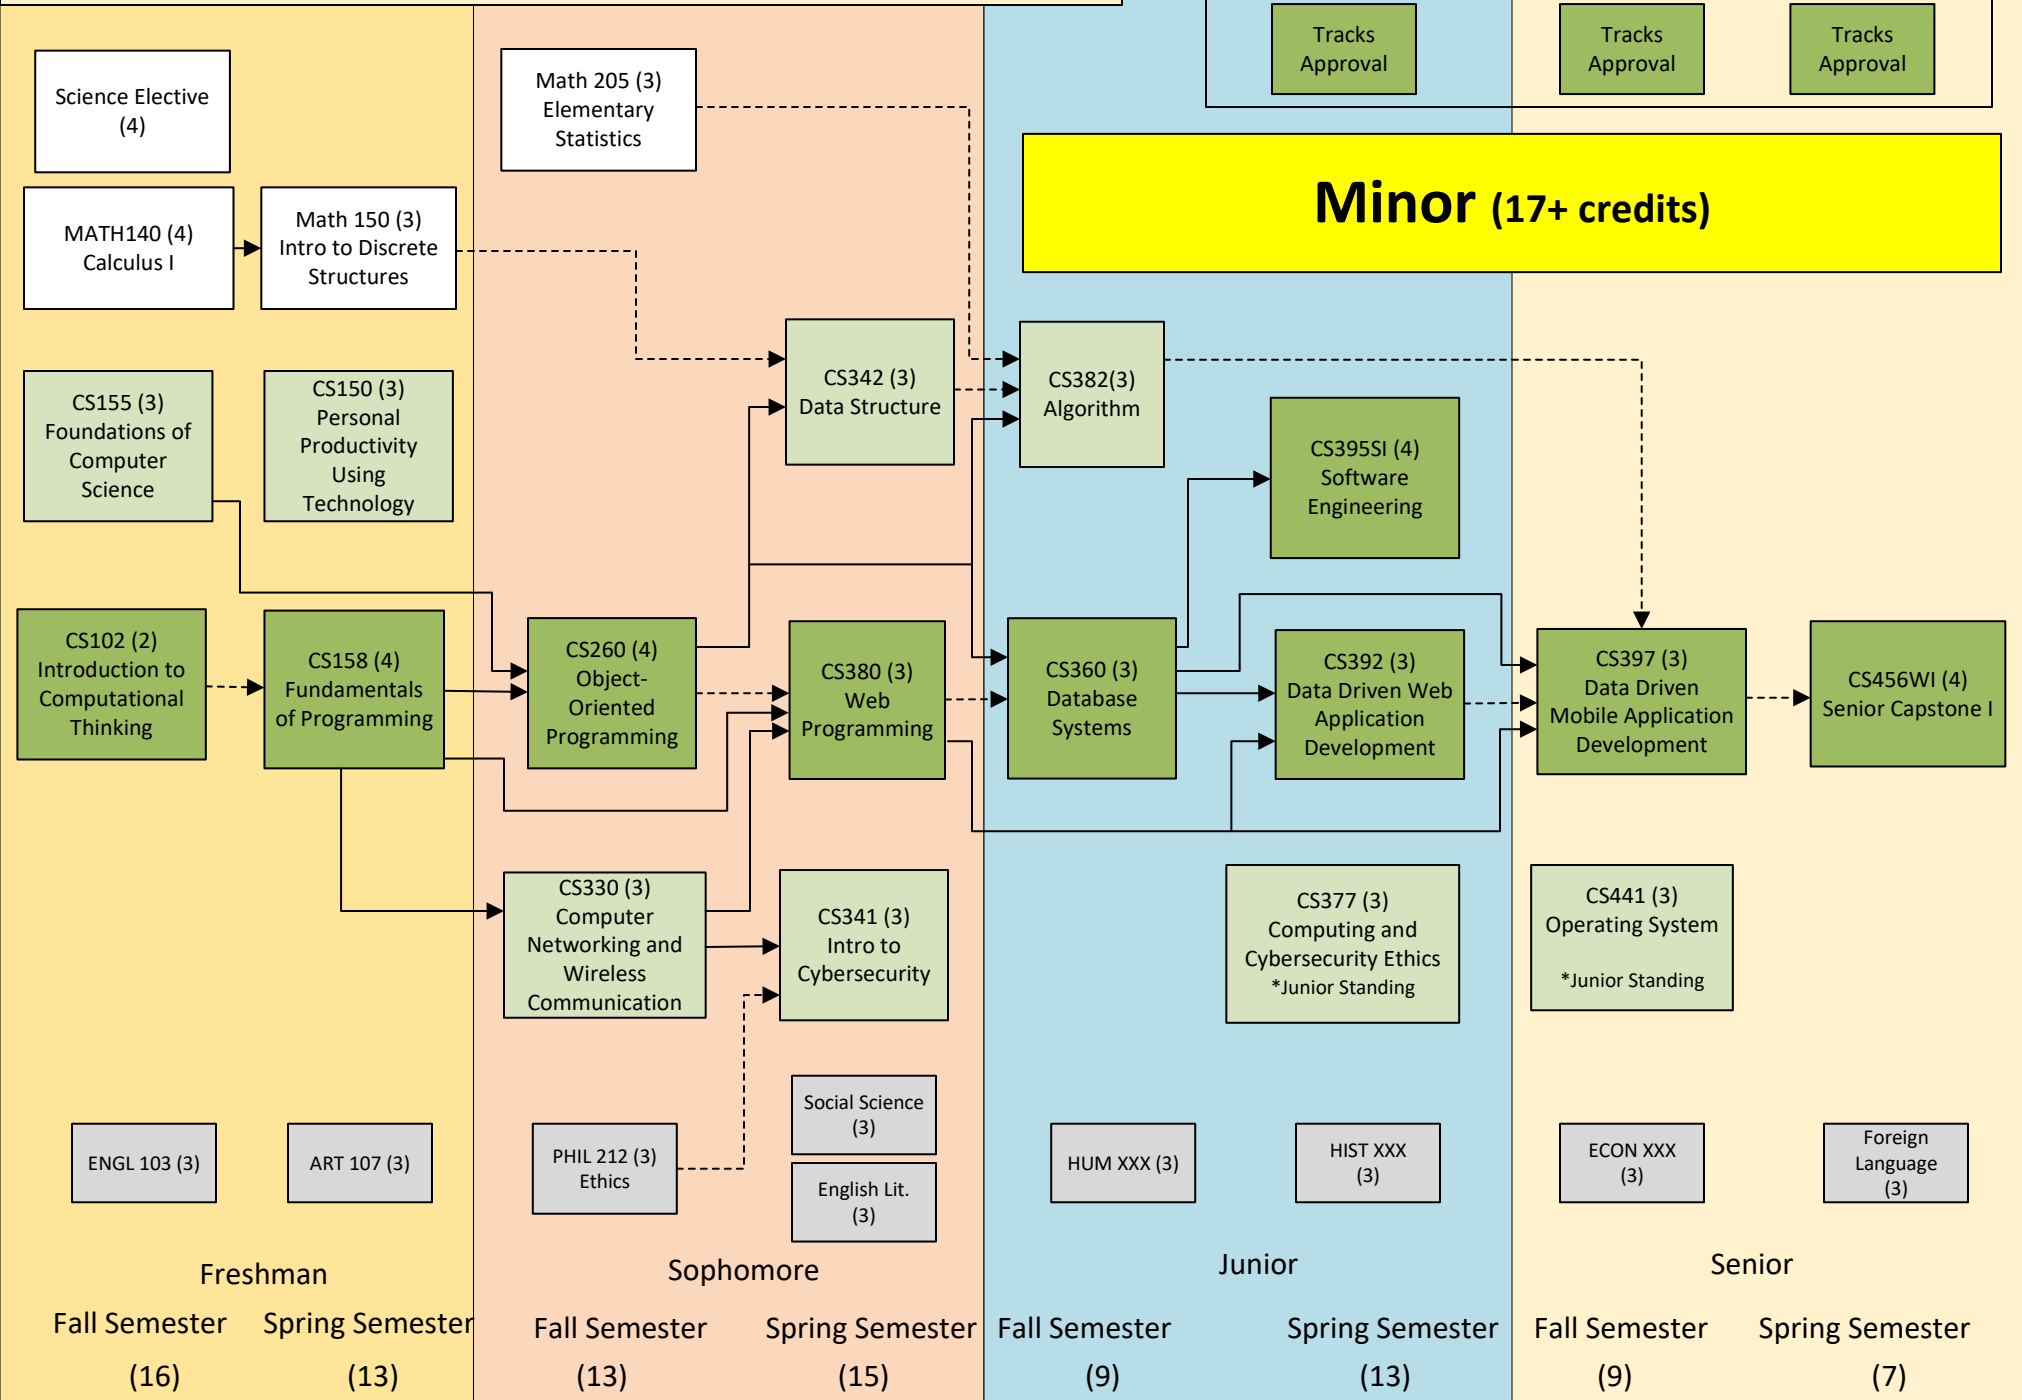 Tracks
Approval
Tracks
Approval
Tracks
Approval
Science Elective
(4)
Math 205 (3)
Elementary
Statistics
Minor (17+ credits)
MATH140 (4)
Calculus I
Math 150 (3)
Intro to Discrete
Structures
CS155 (3)
Foundations of
Computer
Science
CS150 (3)
Personal
Productivity
Using
Technology
CS342 (3)
Data Structure
CS382(3)
Algorithm
CS395SI (4)
Software
Engineering
CS102 (2)
Introduction to
Computational
Thinking
CS158 (4)
Fundamentals
of Programming
CS260 (4)
Object-
Oriented
Programming
CS380 (3)
Web
Programming
CS360 (3)
Database
Systems
CS392 (3)
Data Driven Web
Application
Development
CS397 (3)
Data Driven
Mobile Application
Development
CS456WI (4)
Senior Capstone I
CS330 (3)
Computer
Networking and
Wireless
Communication
CS341 (3)
Intro to
Cybersecurity
CS377 (3)
Computing and
Cybersecurity Ethics
*Junior Standing
CS441 (3)
Operating System
*Junior Standing
ENGL 103 (3)
ART 107 (3)
PHIL 212 (3)
Ethics
Social Science
(3)
English Lit.
(3)
HUM XXX (3)
HIST XXX
(3)
ECON XXX
(3)
Foreign
Language
(3)
Freshman
Sophomore
Junior
Senior
Fall Semester
Spring Semester
Fall Semester
Spring Semester
Fall Semester
Spring Semester
Fall Semester
Spring Semester
(16)
(13)
(13)
(15)
(9)
(13)
(9)
(7)